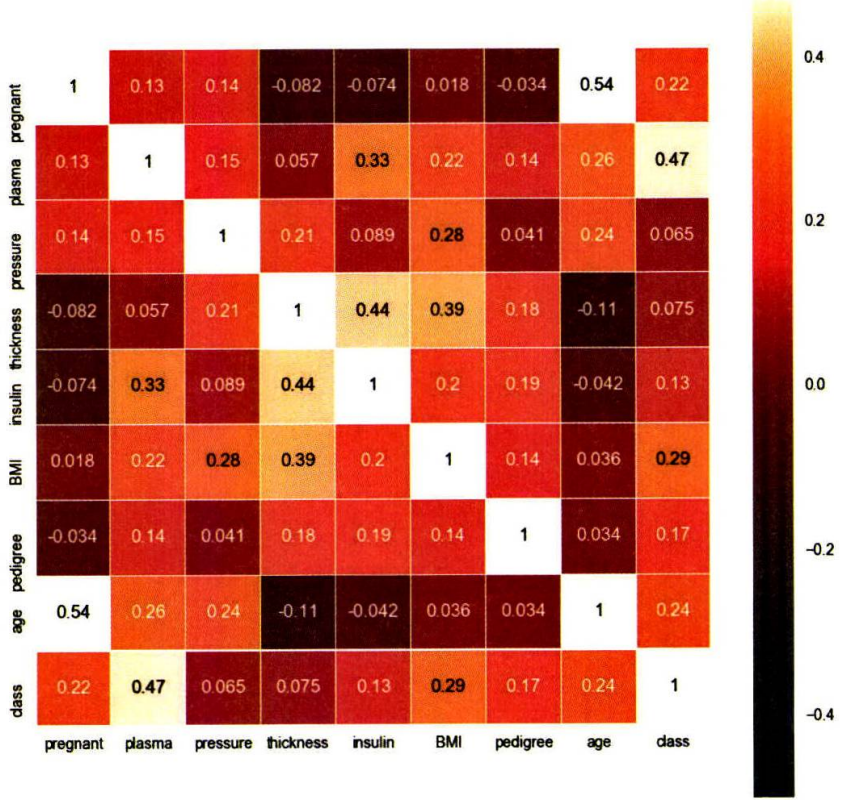 pregnant 1 0.13 0.14 -0.082 -0.074 0.018 -0.034 0.54 0.22
plasma 0.13 1 0.15 0.057 0.33 0.22 0.14 0.26 0.47
pressure 0.14 0.15 1 0.21 0.089 0.28 0.041 0.24 0.065
thickness -0.082 0.057 0.21 1 0.44 0.39 0.18 -0.11 0.075
insulin -0.074 0.33 0.089 0.44 1 0.2 0.19 -0.042 0.13
BMI 0.018 0.22 0.28 0.39 0.2 1 0.14 0.036 0.29
pedigree -0.034 0.14 0.041 0.18 0.19 0.14 1 0.034 0.17
age 0.54 0.26 0.24 -0.11 -0.042 0.036 0.034 1 0.24
class 0.22 0.47 0.065 0.075 0.13 0.29 0.17 0.24 1
pregnant plasma pressure thickness insulin BMI pedigree age class
0.4
0.2
0.0
-0.2
-0.4